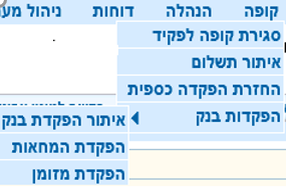 קופה הנהלה דוחות ניהול
סגירת קופה לפקיד
איתור תשלום
החזרת הפקדה כספית
הפקדות בנק
איתור הפקדת בנק
הפקדת המחאות
הפקדת מזומן